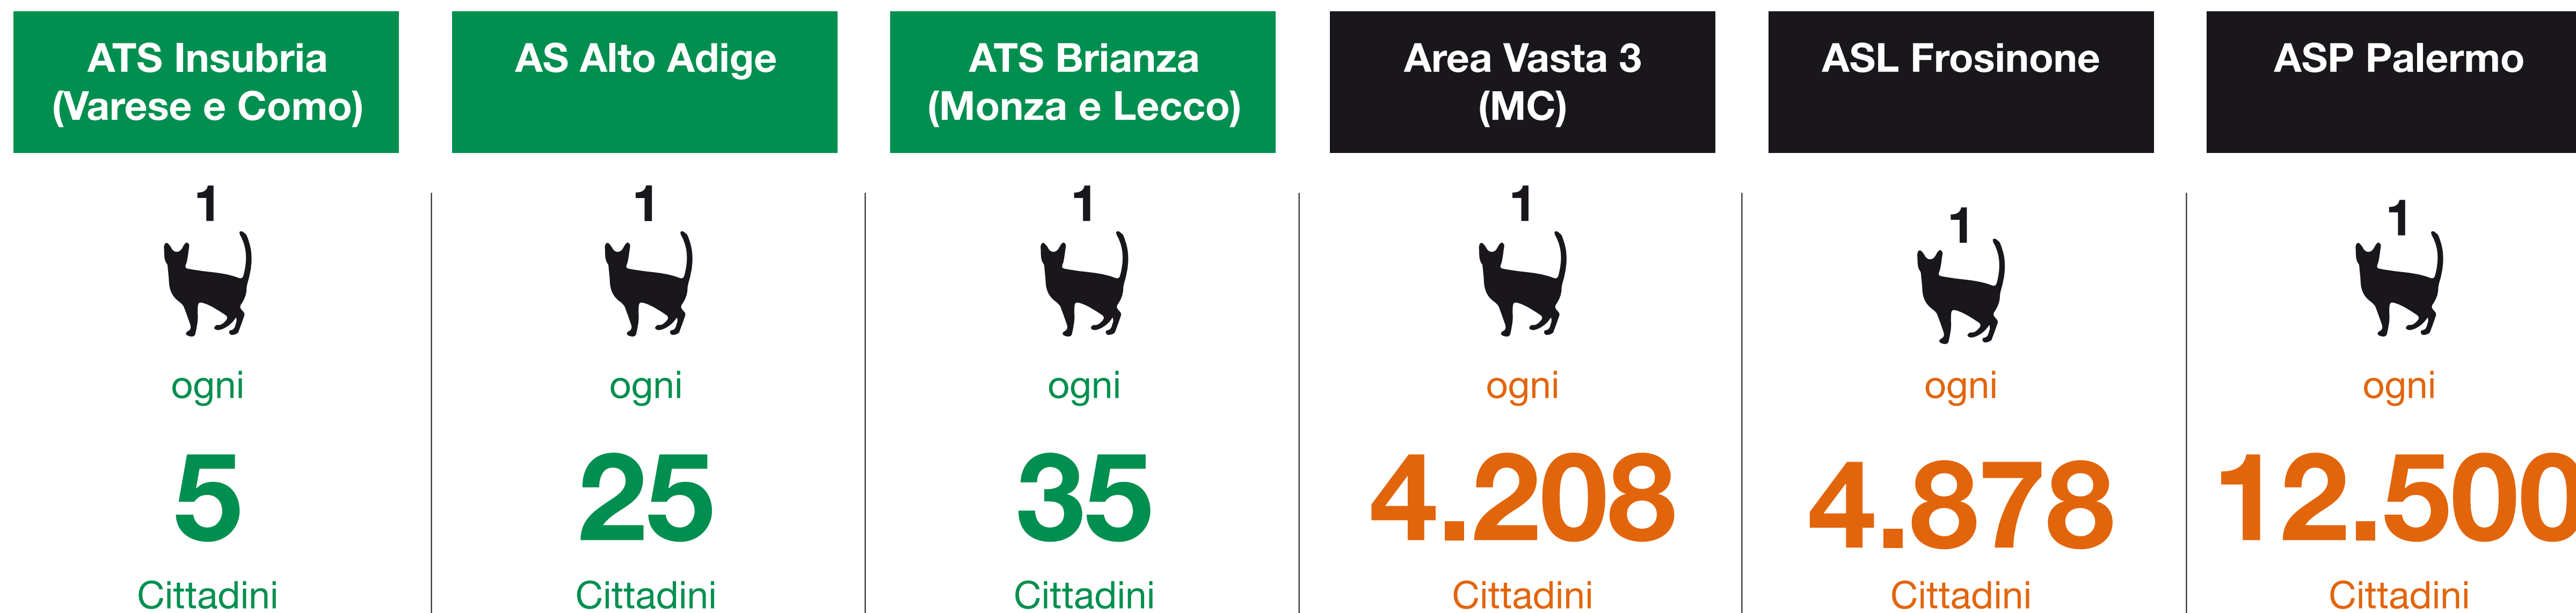 ATS Insubria
(Varese e Como)
1
ogni
5
Cittadini
AS Alto Adige
1
ogni
25
Cittadini
ATS Brianza
(Monza e Lecco)
1
ogni
35
Cittadini
Area Vasta 3
(MC)
1
ogni
4.208
Cittadini
ASL Frosinone
1
ogni
4.878
Cittadini
ASP Palermo
1
ogni
12.500
Cittadini